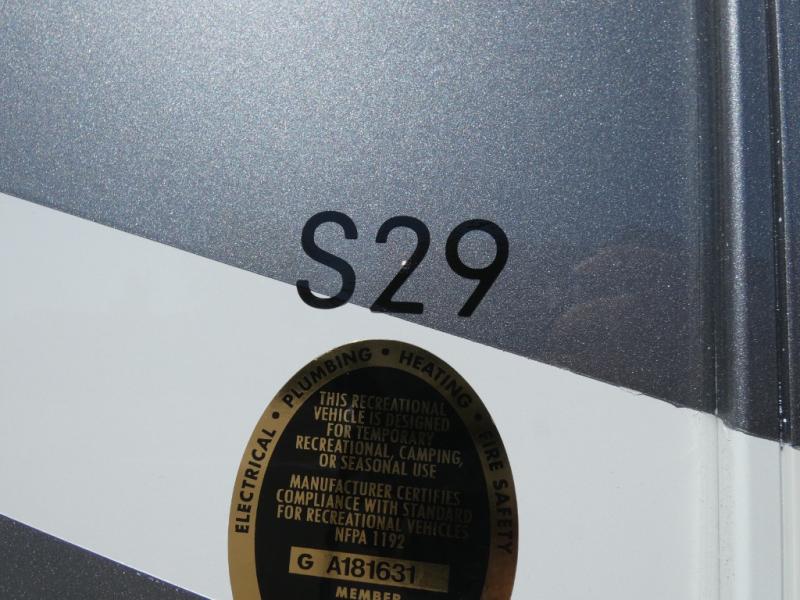 S29
ELECTRICAL • PLUMBING • HEATING • FIRE SAFETY
THIS RECREATIONAL
VEHICLE IS DESIGNED
FOR TEMPORARY
RECREATIONAL, CAMPING,
OR SEASONAL USE
MANUFACTURER CERTIFIES
COMPLIANCE WITH STANDARD
FOR RECREATIONAL VEHICLES
NFPA 1192
G A181631
MEMBER